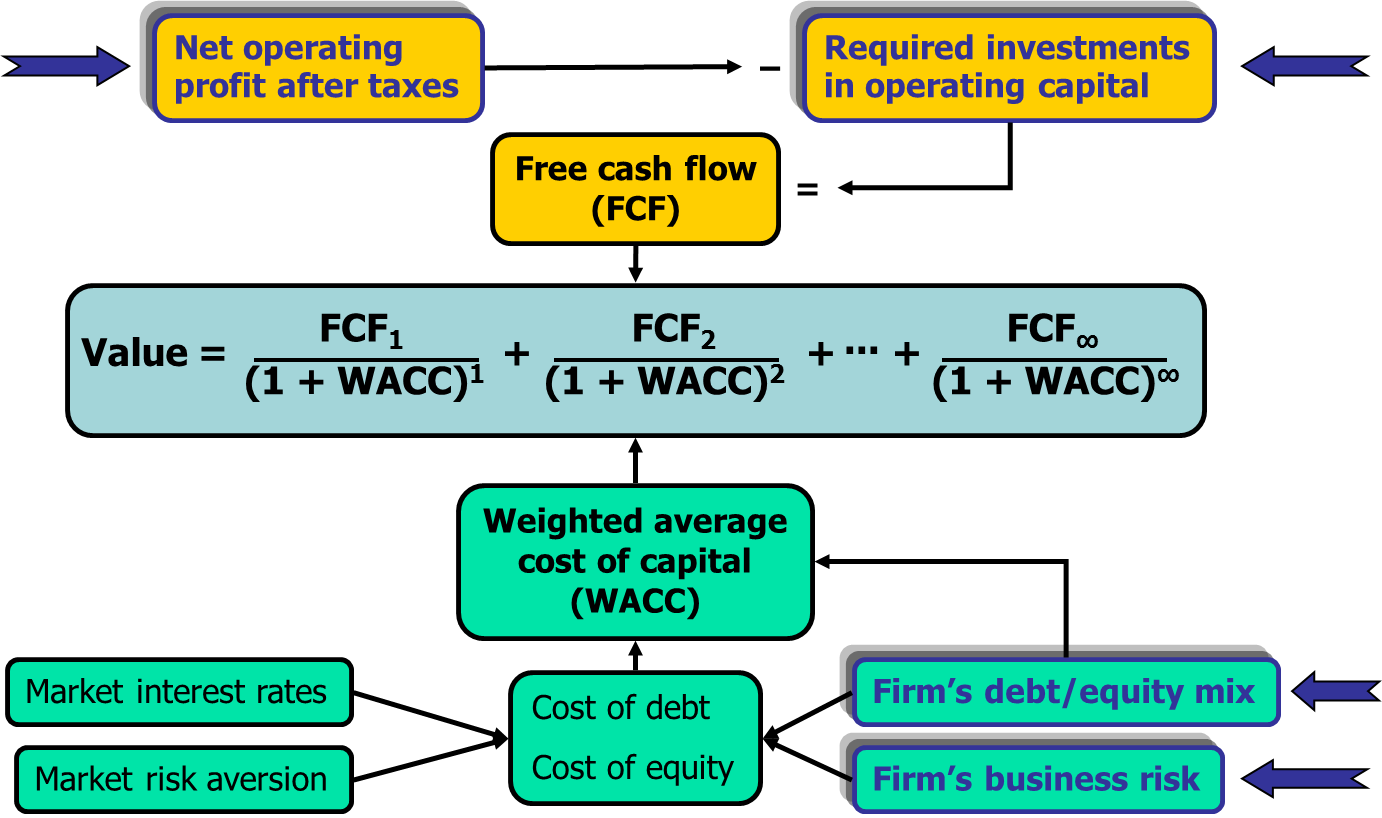 Net operating
profit after taxes
–
Required investments
in operating capital
Free cash flow
(FCF)
=
Value = FCF₁ / (1 + WACC)¹ + FCF₂ / (1 + WACC)² + ··· + FCF∞ / (1 + WACC)^∞
Weighted average
cost of capital
(WACC)
Market interest rates
Market risk aversion
Cost of debt
Cost of equity
Firm’s debt/equity mix
Firm’s business risk